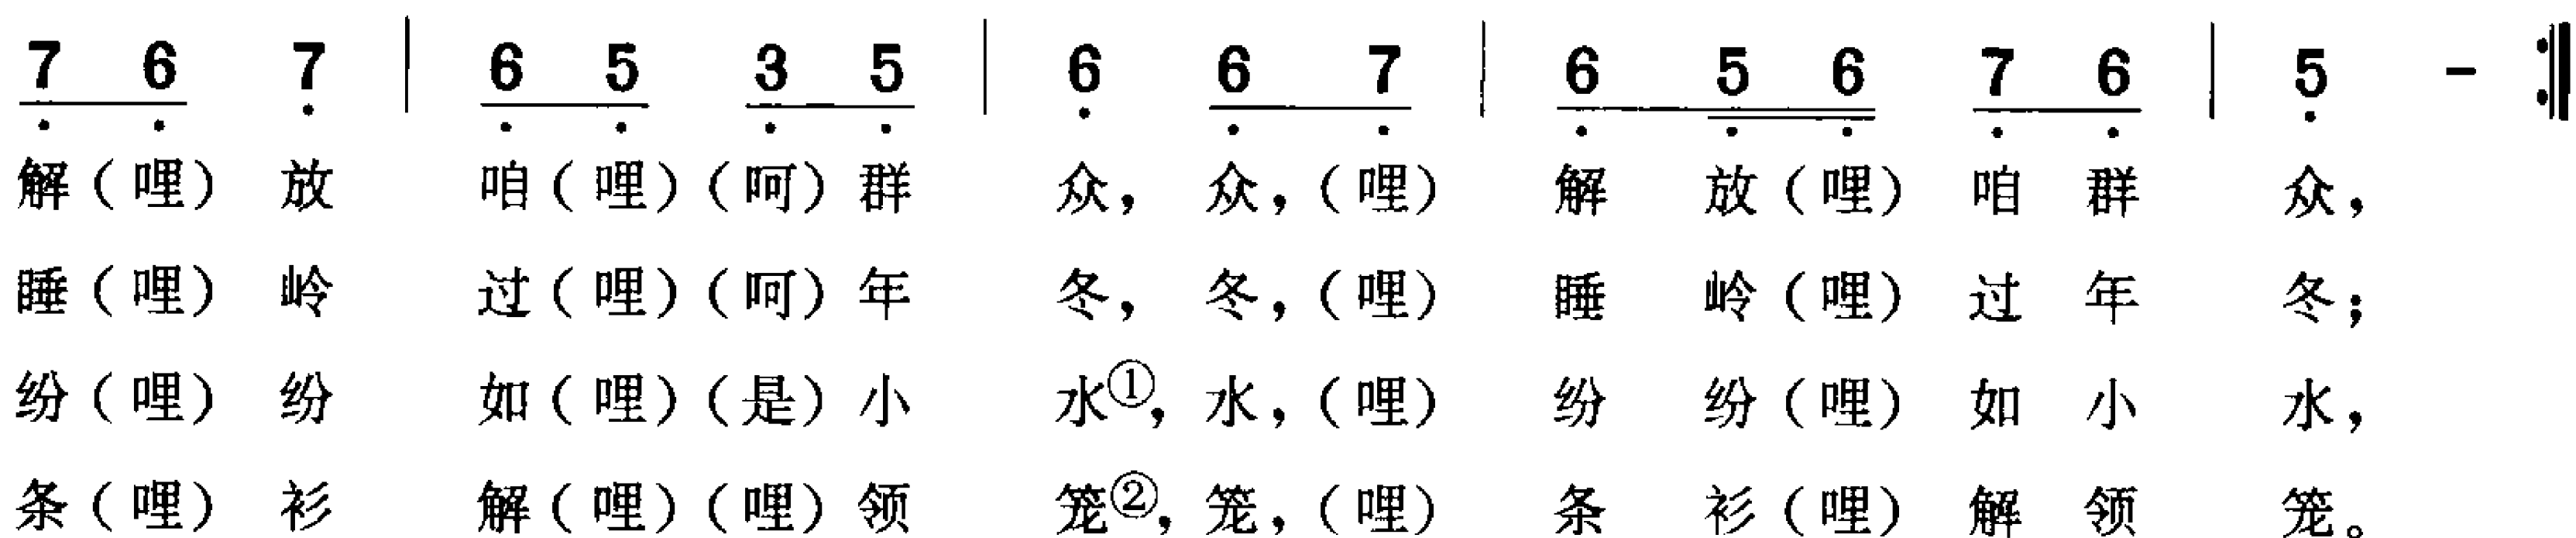 7 6 7 | 6 5 3 5 | 6 6 7 | 6 5 6 7 6 | 5 - :‖
解（哩）放 咱（哩）（呵）群 众，众，（哩） 解 放（哩）咱 群 众，
睡（哩）岭 过（哩）（呵）年 冬，冬，（哩） 睡 岭（哩）过 年 冬；
纷（哩）纷 如（哩）（是）小 水①，水，（哩） 纷 纷（哩）如 小 水，
条（哩）衫 解（哩）（哩）领 笼②，笼，（哩） 条 衫（哩）解 领 笼。